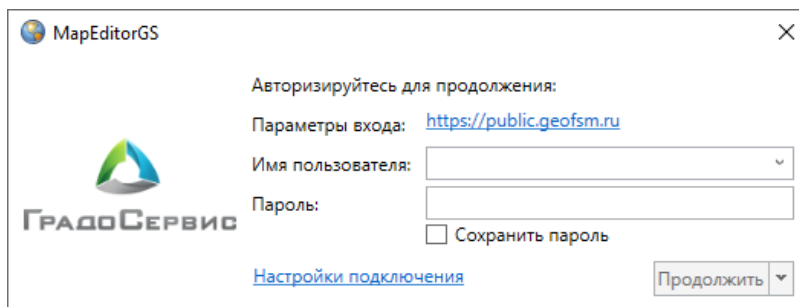 MapEditorGS
Авторизируйтесь для продолжения:
Параметры входа: https://public.geofsm.ru
Имя пользователя:
Пароль:
ГрадоСервис
Сохранить пароль
Настройки подключения
Продолжить